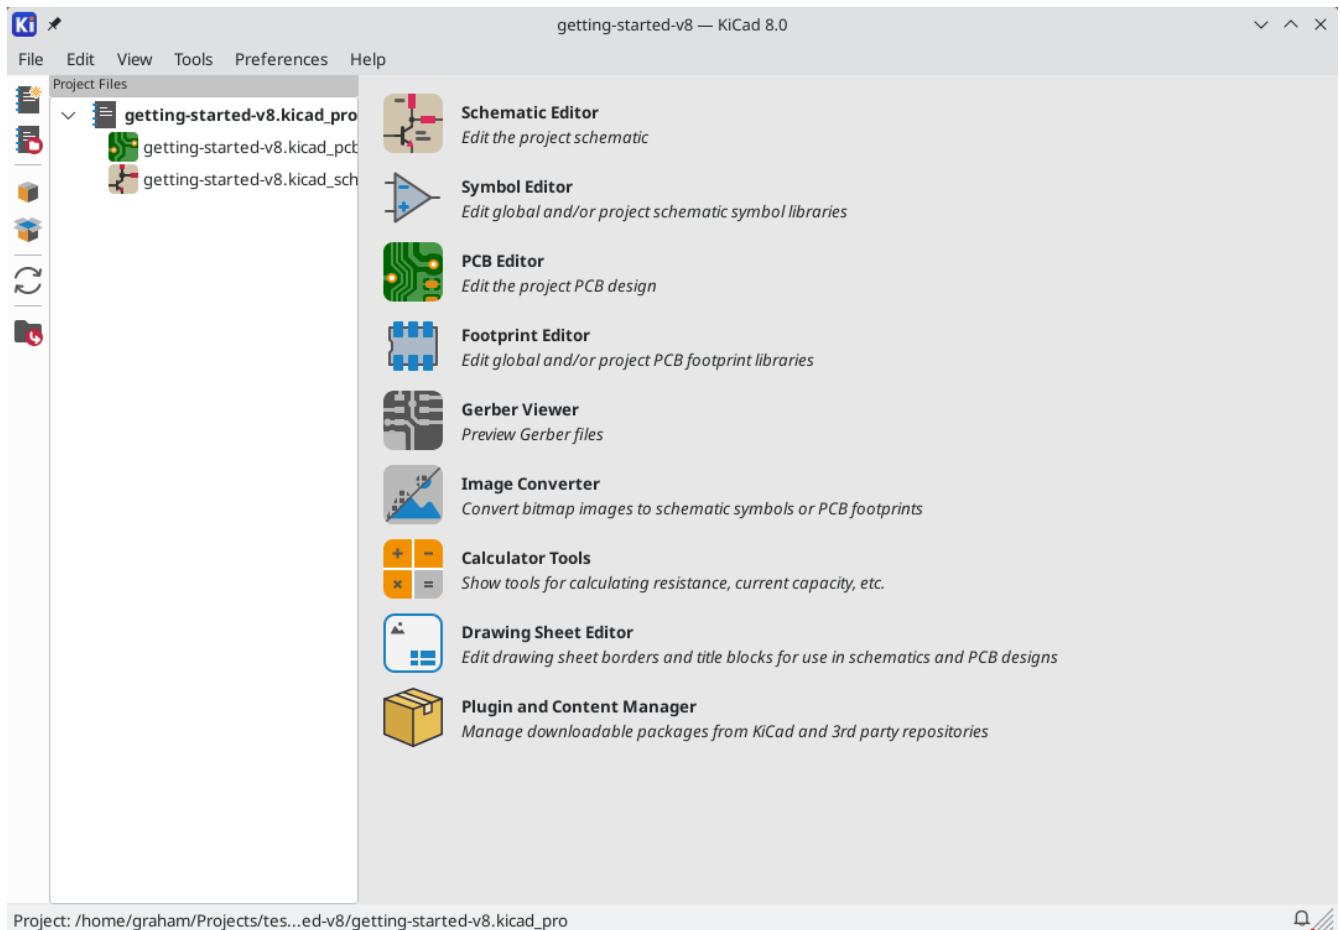 Ki
getting-started-v8 — KiCad 8.0
File Edit View Tools Preferences Help
Project Files
getting-started-v8.kicad_pro
getting-started-v8.kicad_pcb
getting-started-v8.kicad_sch
Schematic Editor
Edit the project schematic
Symbol Editor
Edit global and/or project schematic symbol libraries
PCB Editor
Edit the project PCB design
Footprint Editor
Edit global and/or project PCB footprint libraries
Gerber Viewer
Preview Gerber files
Image Converter
Convert bitmap images to schematic symbols or PCB footprints
Calculator Tools
Show tools for calculating resistance, current capacity, etc.
Drawing Sheet Editor
Edit drawing sheet borders and title blocks for use in schematics and PCB designs
Plugin and Content Manager
Manage downloadable packages from KiCad and 3rd party repositories
Project: /home/graham/Projects/tes...ed-v8/getting-started-v8.kicad_pro